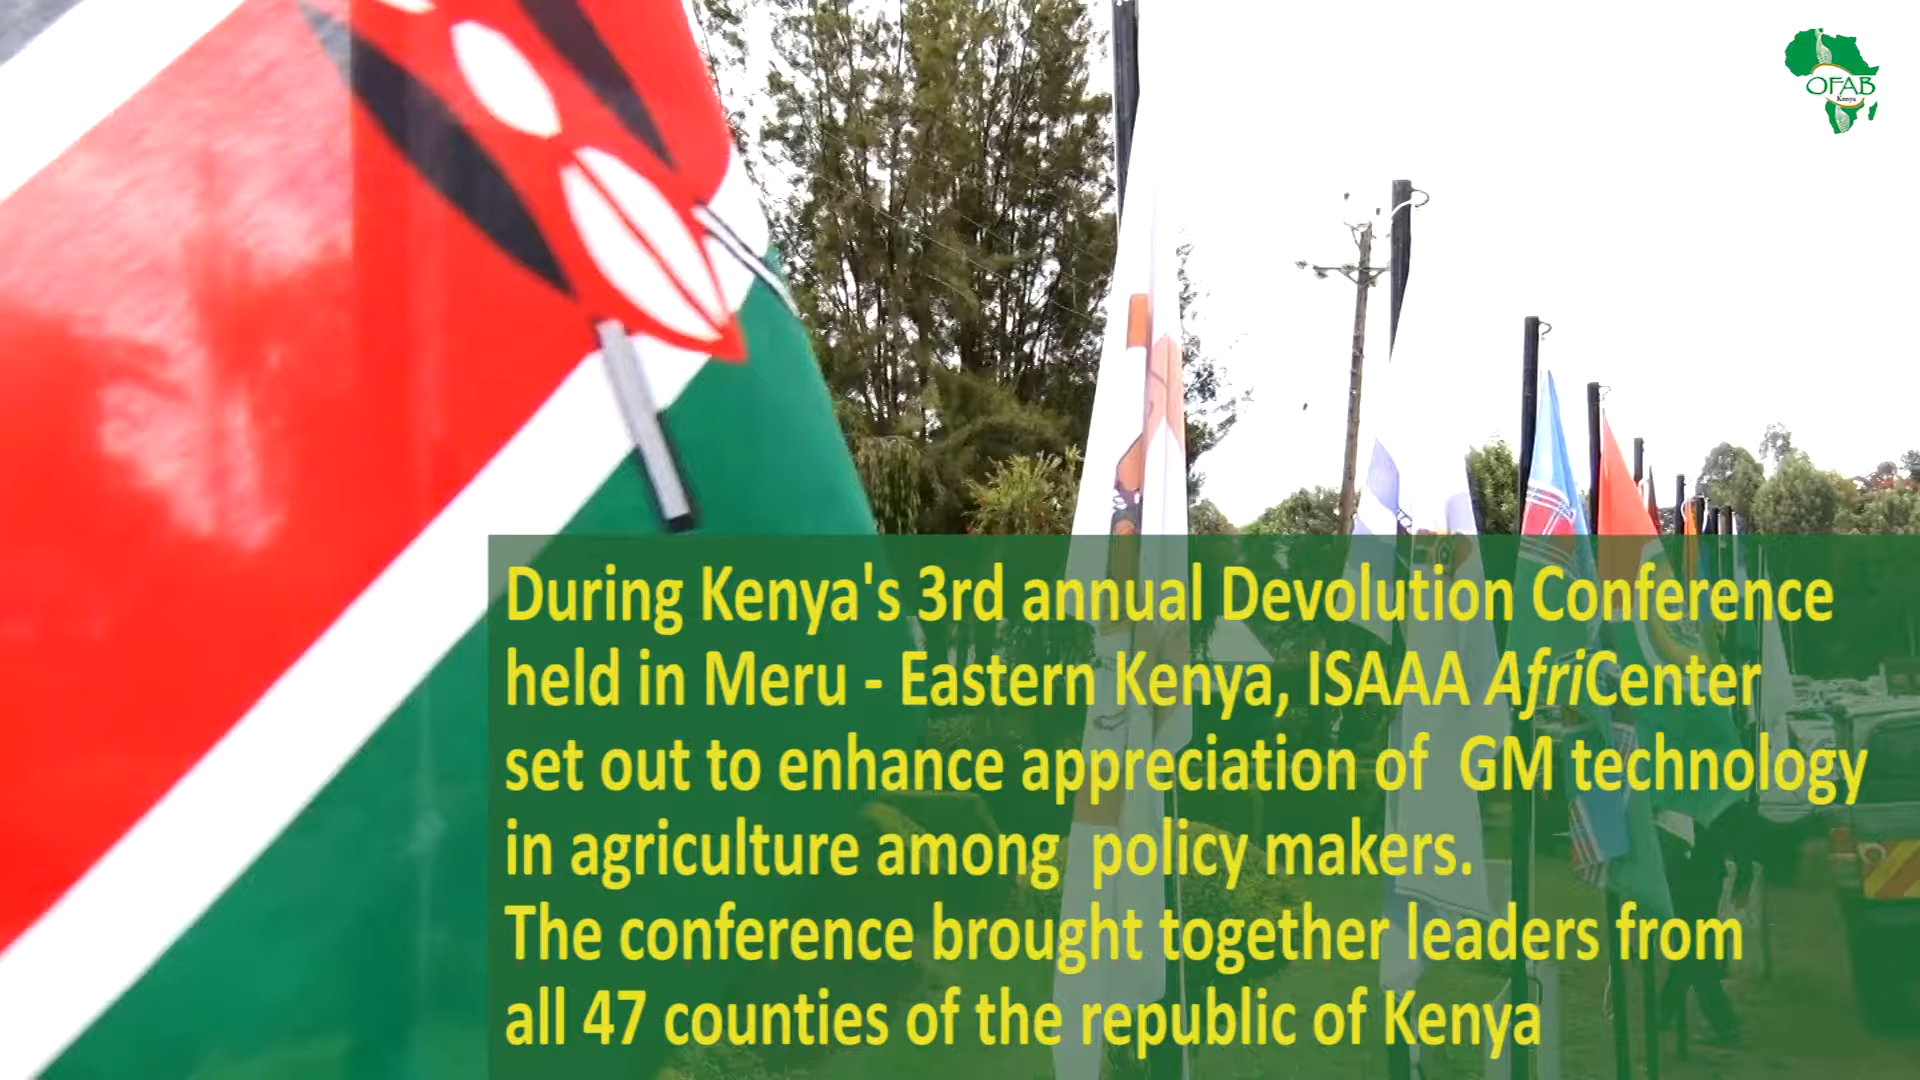 OFAB
Kenya
During Kenya's 3rd annual Devolution Conference
held in Meru - Eastern Kenya, ISAAA AfriCenter
set out to enhance appreciation of GM technology
in agriculture among policy makers.
The conference brought together leaders from
all 47 counties of the republic of Kenya